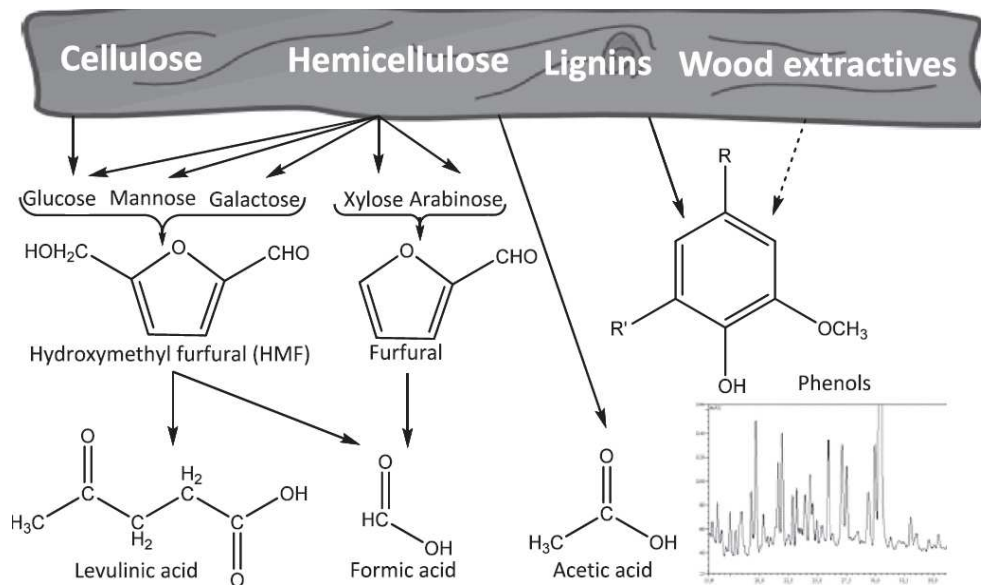 Cellulose Hemicellulose Lignins Wood extractives
Glucose Mannose Galactose Xylose Arabinose
HOH₂C O CHO O CHO
R
R' OCH₃
OH
Hydroxymethyl furfural (HMF) Furfural
Phenols
O
H₂
C C C C OH
H₃C C
H₂ O
O
HC
OH
O
C
H₃C OH
Levulinic acid Formic acid Acetic acid